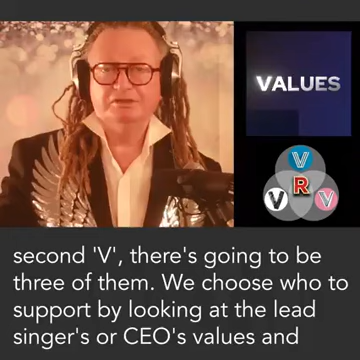 VALUES
V
R
V
V
second 'V', there's going to be
three of them. We choose who to
support by looking at the lead
singer's or CEO's values and